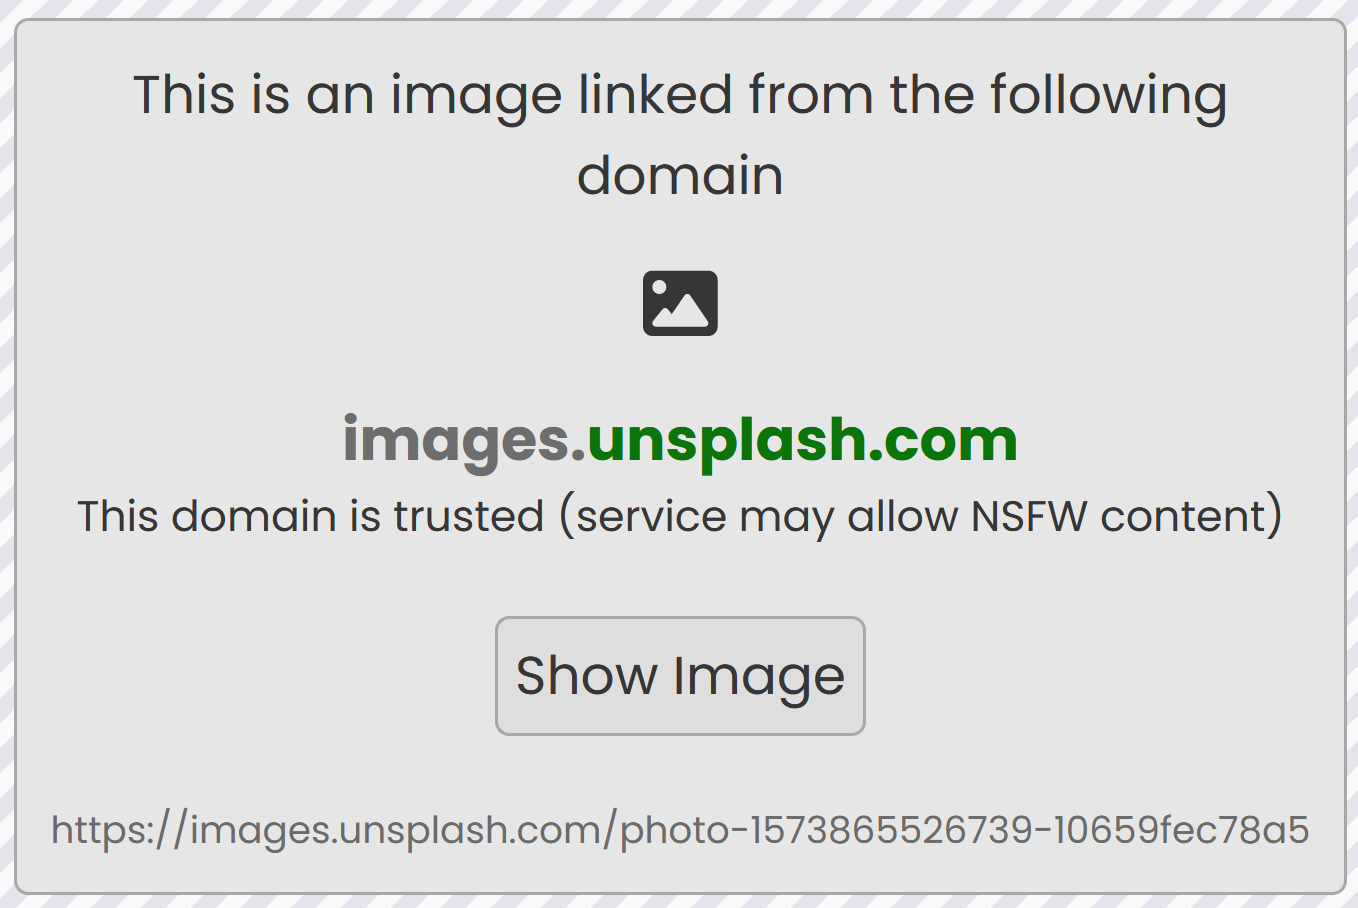 This is an image linked from the following
domain
images.unsplash.com
This domain is trusted (service may allow NSFW content)
Show Image
https://images.unsplash.com/photo-1573865526739-10659fec78a5